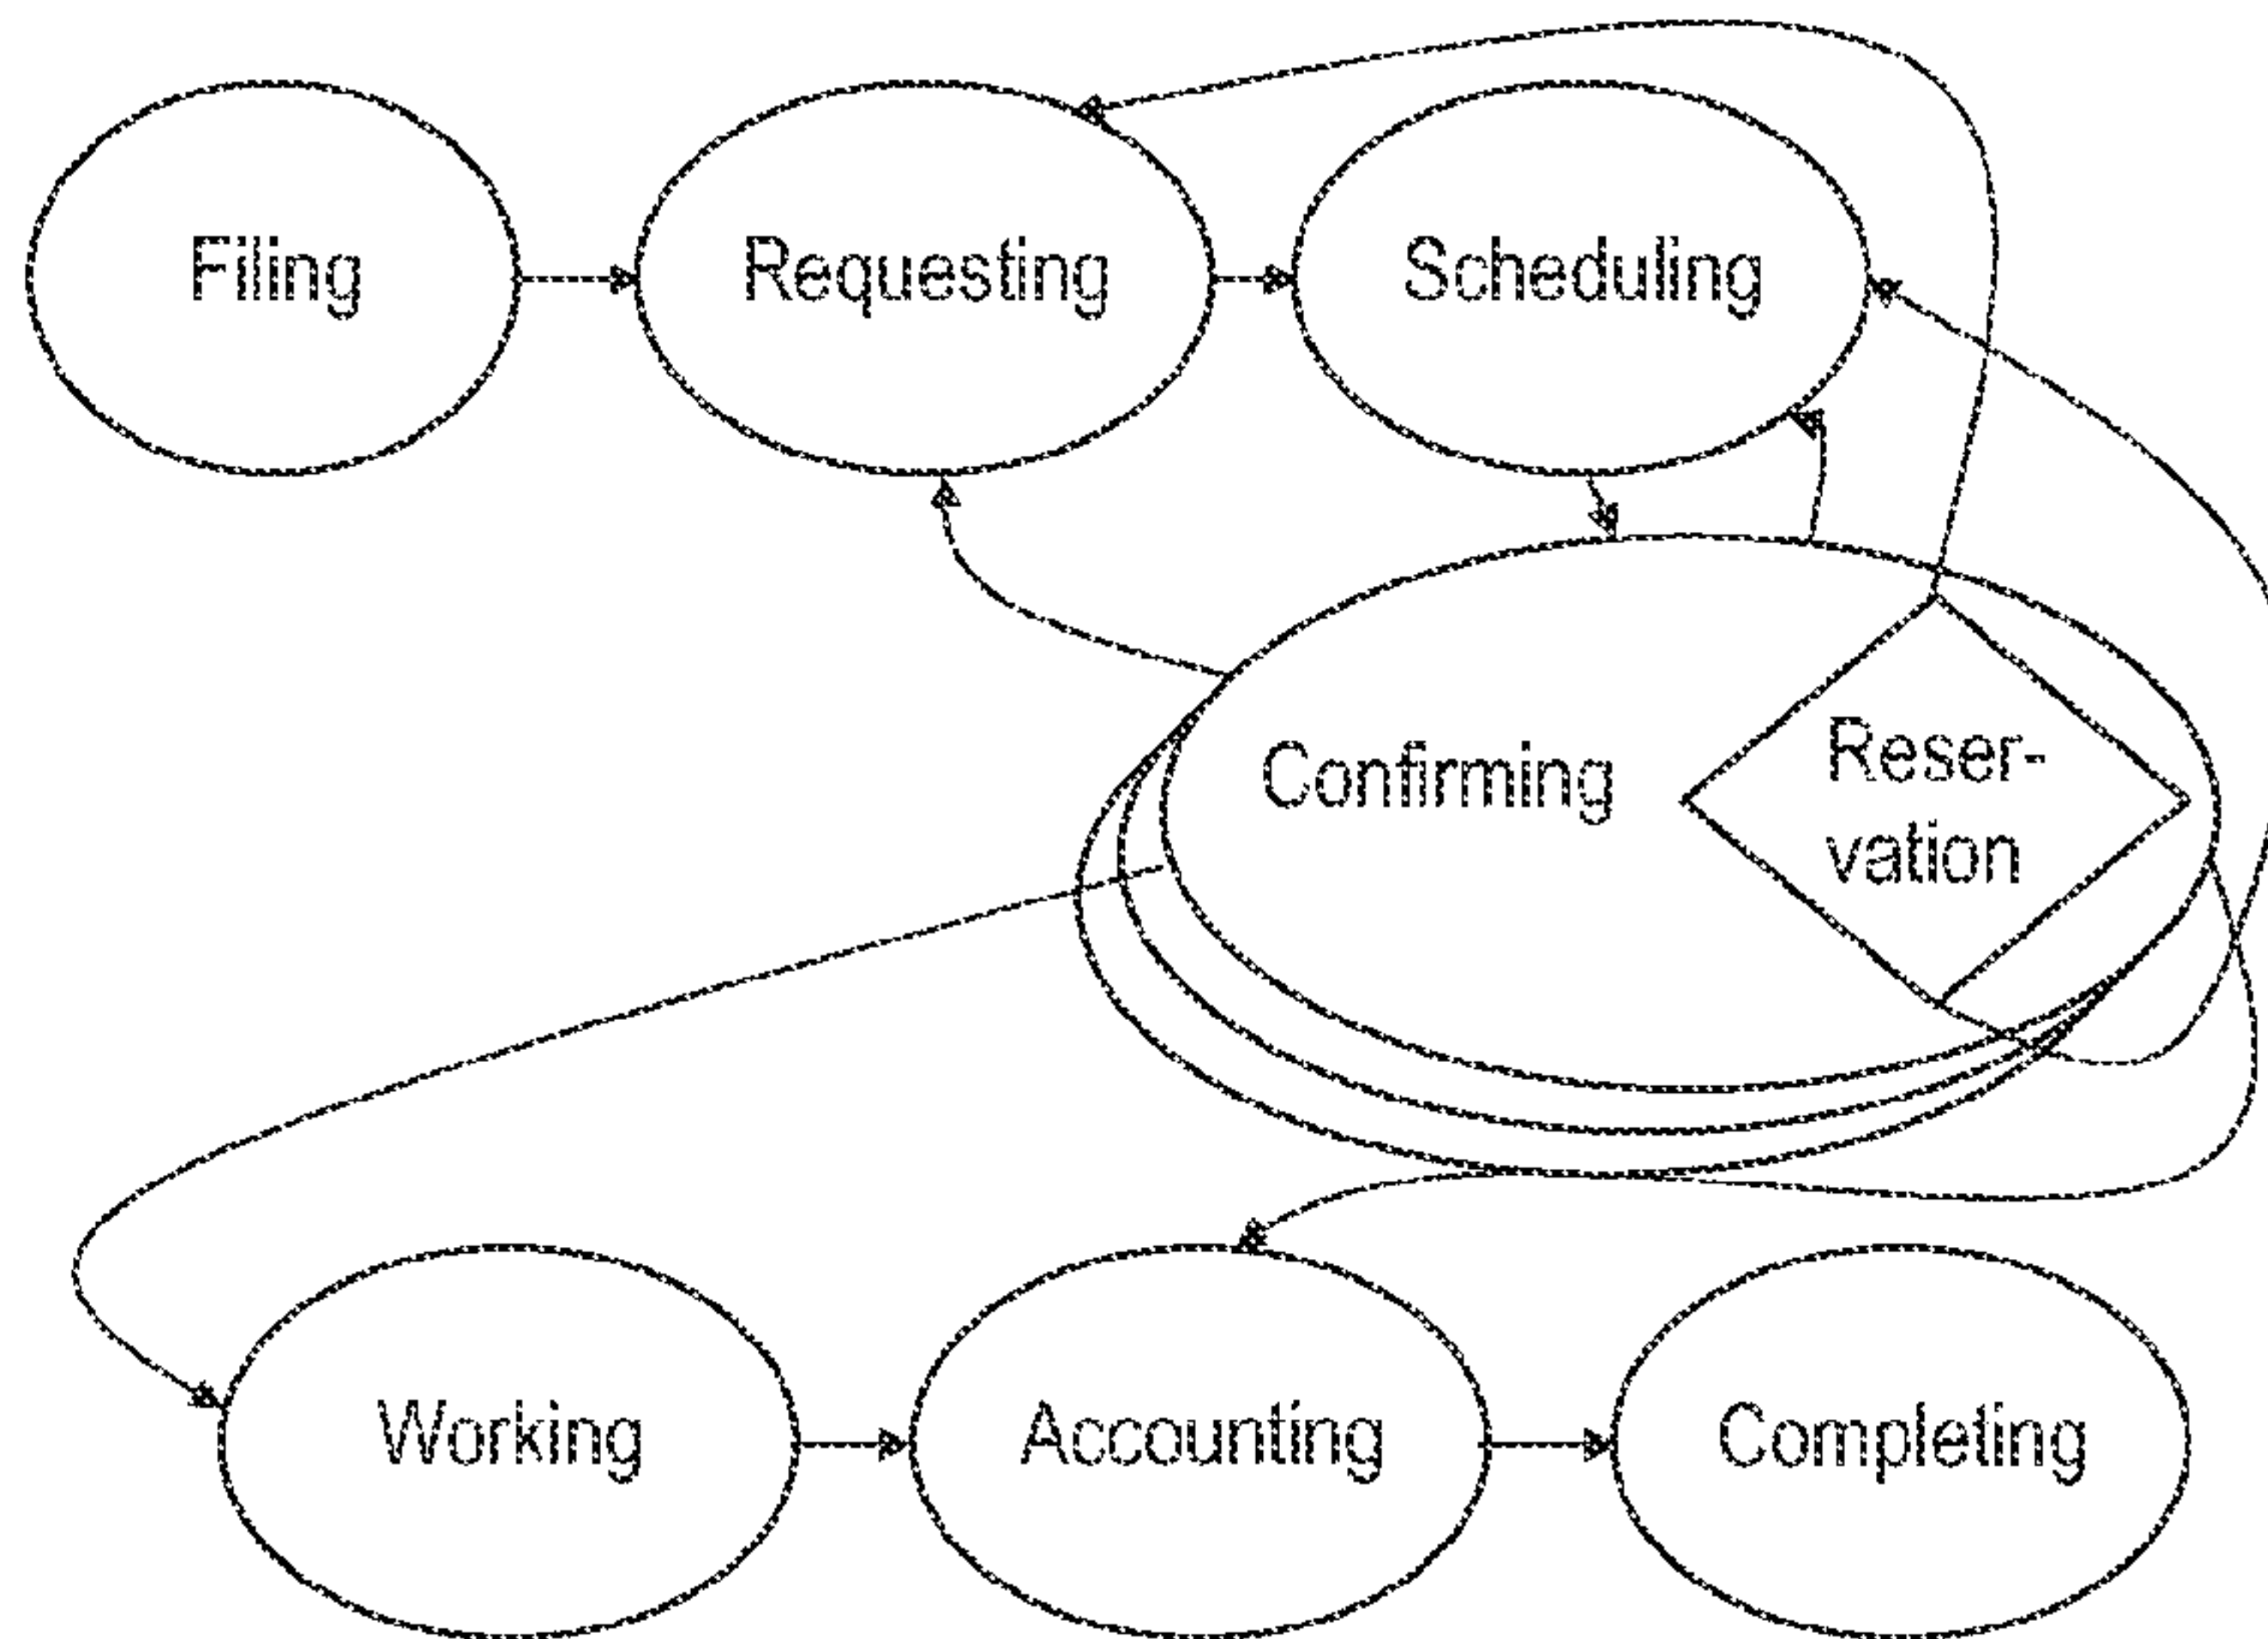 Filing
Requesting
Scheduling
Confirming
Reser-
vation
Working
Accounting
Completing